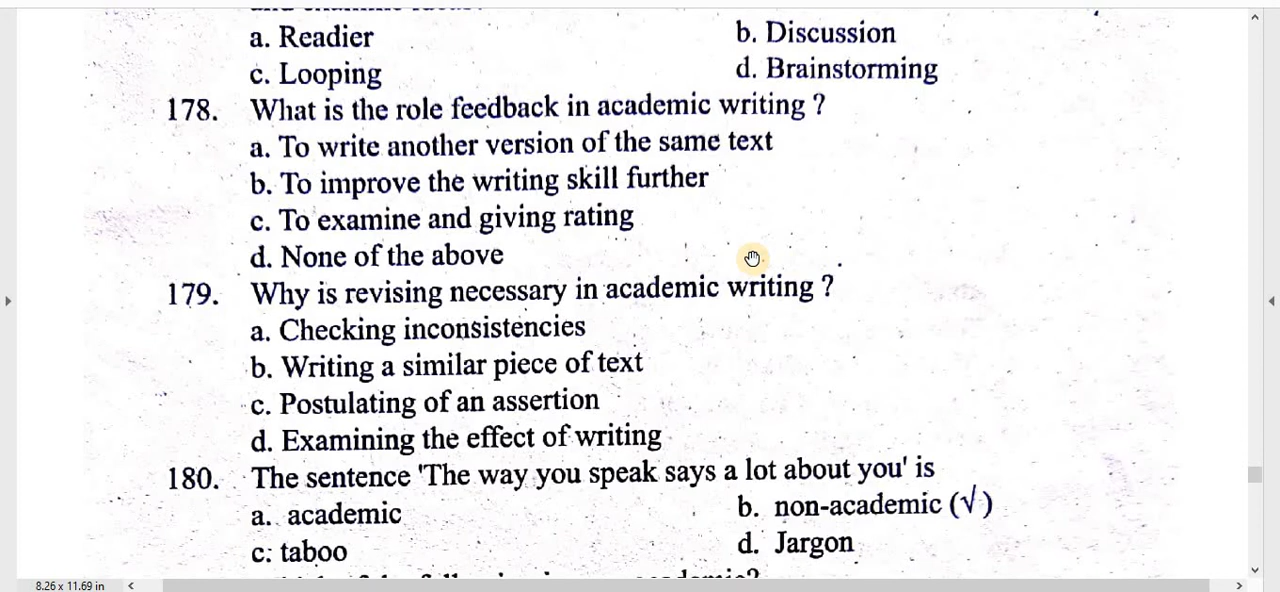 a. Readier
b. Discussion
c. Looping
d. Brainstorming
178. What is the role feedback in academic writing ?
a. To write another version of the same text
b. To improve the writing skill further
c. To examine and giving rating
d. None of the above
179. Why is revising necessary in academic writing ?
a. Checking inconsistencies
b. Writing a similar piece of text
c. Postulating of an assertion
d. Examining the effect of writing
180. The sentence 'The way you speak says a lot about you' is
a. academic
b. non-academic (√)
c. taboo
d. Jargon
8.26 x 11.69 in